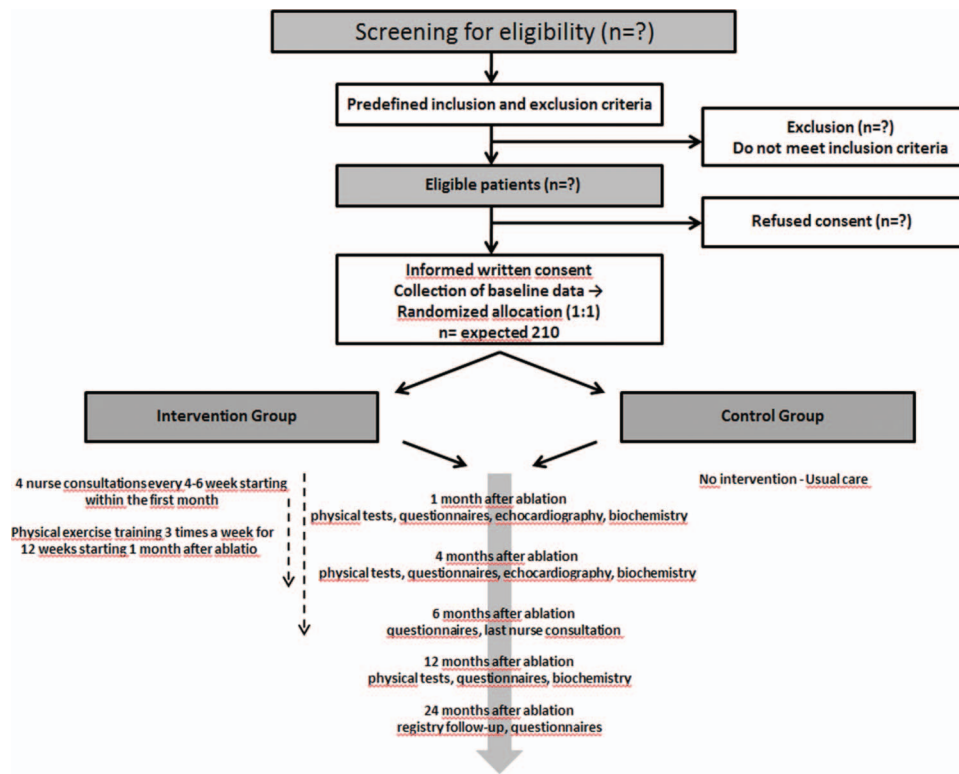 Screening for eligibility (n=?)
Predefined inclusion and exclusion criteria
Exclusion (n=?)
Do not meet inclusion criteria
Eligible patients (n=?)
Refused consent (n=?)
Informed written consent
Collection of baseline data →
Randomized allocation (1:1)
n= expected 210
Intervention Group
Control Group
4 nurse consultations every 4-6 week starting
within the first month
Physical exercise training 3 times a week for
12 weeks starting 1 month after ablatio
No intervention - Usual care
1 month after ablation
physical tests, questionnaires, echocardiography, biochemistry
4 months after ablation
physical tests, questionnaires, echocardiography, biochemistry
6 months after ablation
questionnaires, last nurse consultation
12 months after ablation
physical tests, questionnaires, biochemistry
24 months after ablation
registry follow-up, questionnaires